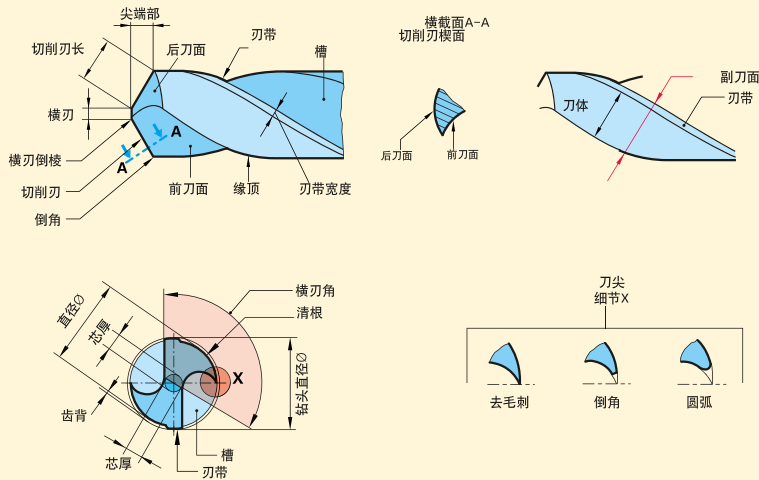 尖端部
切削刃长
后刀面
刃带
槽
横刃
A
A
横刃倒棱
切削刃
倒角
前刀面
缘顶
刃带宽度
横截面A-A
切削刃楔面
后刀面
前刀面
副刀面
刃带
刀体
横刃角
清根
直径Ø
芯厚
X
钻头直径Ø
齿背
芯厚
槽
刃带
刀尖
细节X
去毛刺
倒角
圆弧